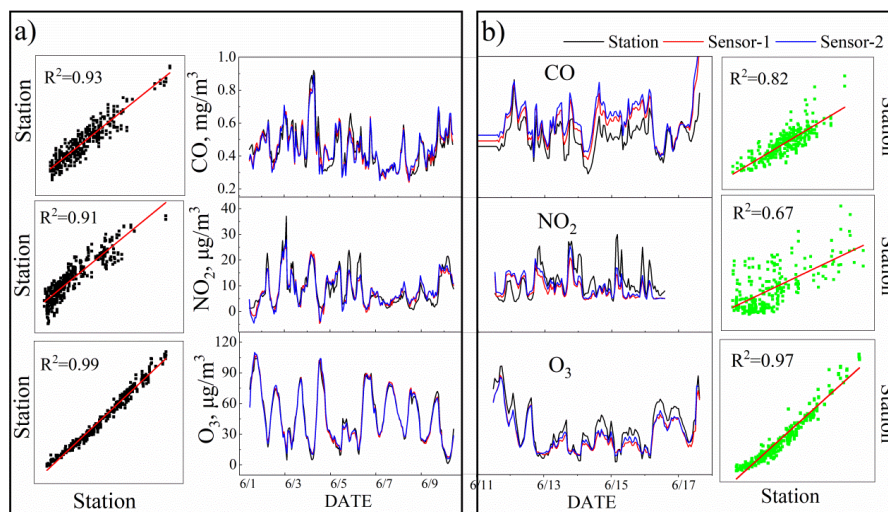 a)
b)
Station
Sensor-1
Sensor-2
R²=0.93
Station
CO, mg/m³
1.0
0.8
0.6
0.4
0.2
CO
R²=0.82
R²=0.91
Station
NO₂, µg/m³
40
30
20
10
0
NO₂
R²=0.67
R²=0.99
Station
O₃, µg/m³
120
90
60
30
0
O₃
R²=0.97
Station
6/1
6/3
6/5
6/7
6/9
6/11
6/13
6/15
6/17
Station
DATE
DATE
Station